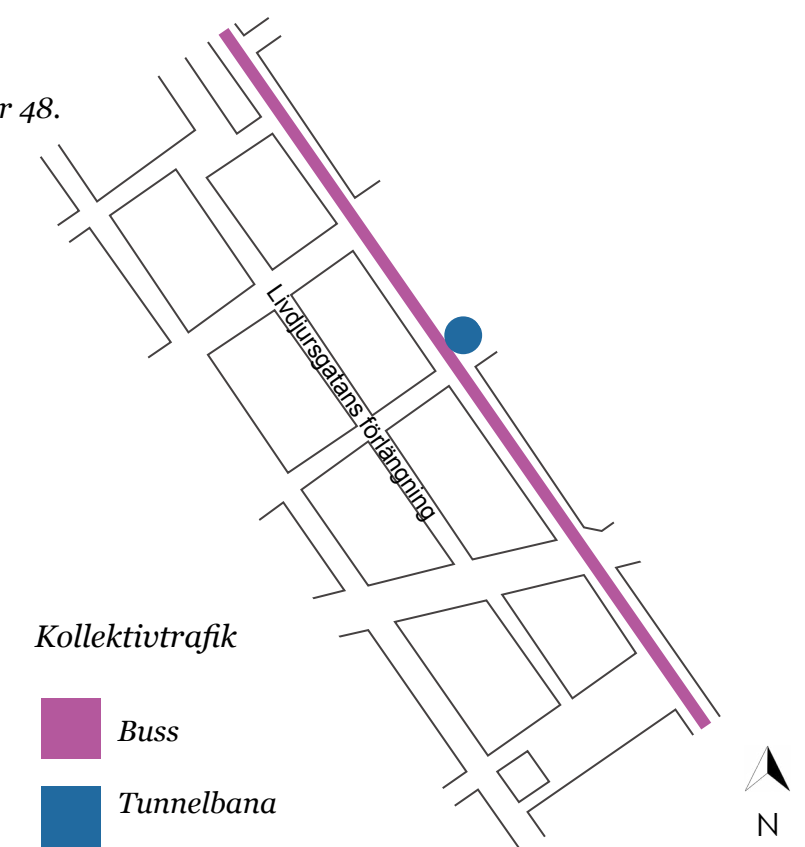 r 48.
Livdjursgatans förlängning
Kollektivtrafik
Buss
Tunnelbana
N